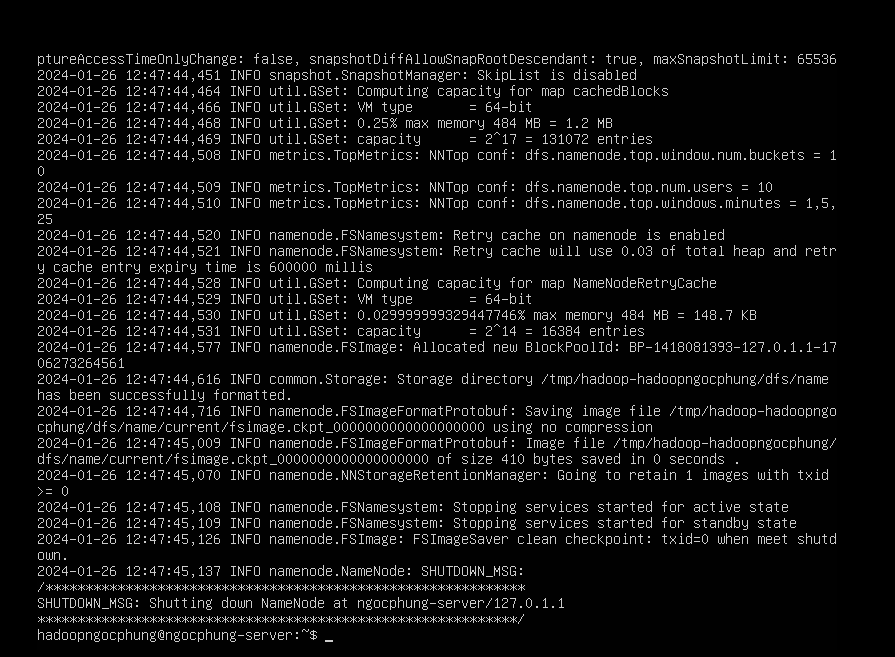 ptureAccessTimeOnlyChange: false, snapshotDiffAllowSnapRootDescendant: true, maxSnapshotLimit: 65536
2024-01-26 12:47:44,451 INFO snapshot.SnapshotManager: SkipList is disabled
2024-01-26 12:47:44,464 INFO util.GSet: Computing capacity for map cachedBlocks
2024-01-26 12:47:44,466 INFO util.GSet: VM type       = 64-bit
2024-01-26 12:47:44,468 INFO util.GSet: 0.25% max memory 484 MB = 1.2 MB
2024-01-26 12:47:44,469 INFO util.GSet: capacity      = 2^17 = 131072 entries
2024-01-26 12:47:44,508 INFO metrics.TopMetrics: NNTop conf: dfs.namenode.top.window.num.buckets = 1
0
2024-01-26 12:47:44,509 INFO metrics.TopMetrics: NNTop conf: dfs.namenode.top.num.users = 10
2024-01-26 12:47:44,510 INFO metrics.TopMetrics: NNTop conf: dfs.namenode.top.windows.minutes = 1,5,
25
2024-01-26 12:47:44,520 INFO namenode.FSNamesystem: Retry cache on namenode is enabled
2024-01-26 12:47:44,521 INFO namenode.FSNamesystem: Retry cache will use 0.03 of total heap and retr
y cache entry expiry time is 600000 millis
2024-01-26 12:47:44,528 INFO util.GSet: Computing capacity for map NameNodeRetryCache
2024-01-26 12:47:44,529 INFO util.GSet: VM type       = 64-bit
2024-01-26 12:47:44,530 INFO util.GSet: 0.029999999329447746% max memory 484 MB = 148.7 KB
2024-01-26 12:47:44,531 INFO util.GSet: capacity      = 2^14 = 16384 entries
2024-01-26 12:47:44,577 INFO namenode.FSImage: Allocated new BlockPoolId: BP-1418081393-127.0.1.1-17
06273264561
2024-01-26 12:47:44,616 INFO common.Storage: Storage directory /tmp/hadoop-hadoopngocphung/dfs/name
has been successfully formatted.
2024-01-26 12:47:44,716 INFO namenode.FSImageFormatProtobuf: Saving image file /tmp/hadoop-hadoopngo
cphung/dfs/name/current/fsimage.ckpt_0000000000000000000 using no compression
2024-01-26 12:47:45,009 INFO namenode.FSImageFormatProtobuf: Image file /tmp/hadoop-hadoopngocphung/
dfs/name/current/fsimage.ckpt_0000000000000000000 of size 410 bytes saved in 0 seconds .
2024-01-26 12:47:45,070 INFO namenode.NNStorageRetentionManager: Going to retain 1 images with txid
>= 0
2024-01-26 12:47:45,108 INFO namenode.FSNamesystem: Stopping services started for active state
2024-01-26 12:47:45,109 INFO namenode.FSNamesystem: Stopping services started for standby state
2024-01-26 12:47:45,126 INFO namenode.FSImage: FSImageSaver clean checkpoint: txid=0 when meet shutd
own.
2024-01-26 12:47:45,137 INFO namenode.NameNode: SHUTDOWN_MSG:
/************************************************************
SHUTDOWN_MSG: Shutting down NameNode at ngocphung-server/127.0.1.1
************************************************************/
hadoopngocphung@ngocphung-server:~$ _